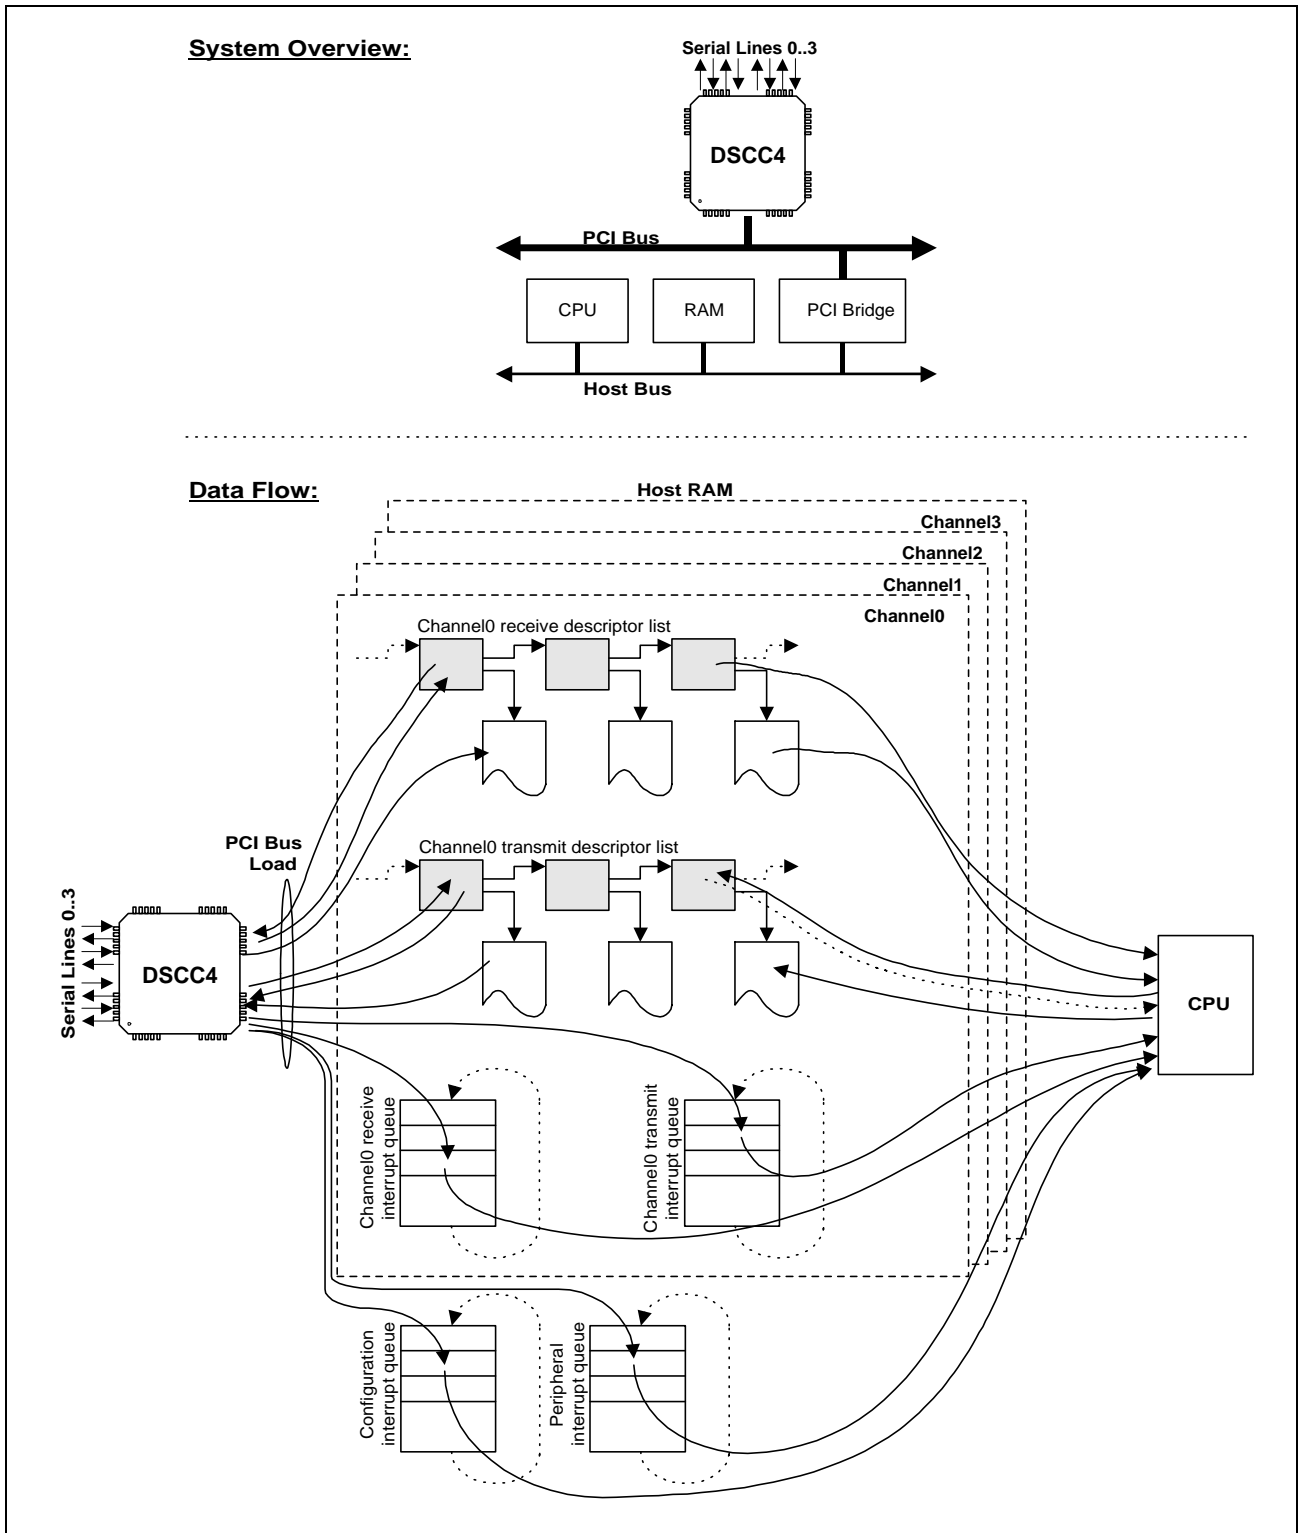 System Overview:
Serial Lines 0..3
DSCC4
PCI Bus
CPU
RAM
PCI Bridge
Host Bus
Data Flow:
Host RAM
Channel3
Channel2
Channel1
Channel0
Channel0 receive descriptor list
PCI Bus
Load
Channel0 transmit descriptor list
Serial Lines 0..3
DSCC4
CPU
Channel0 receive
interrupt queue
Channel0 transmit
interrupt queue
Configuration
interrupt queue
Peripheral
interrupt queue